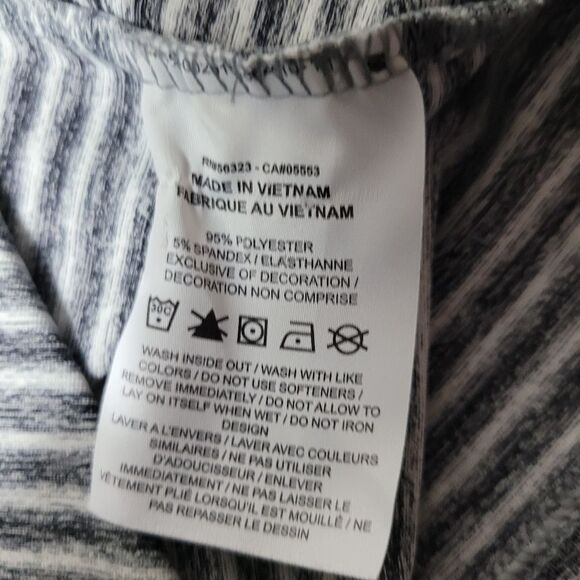 RN#56323 - CA#05553
MADE IN VIETNAM
FABRIQUE AU VIETNAM
95% POLYESTER
5% SPANDEX / ELASTHANNE
EXCLUSIVE OF DECORATION /
DECORATION NON COMPRISE
30C
WASH INSIDE OUT / WASH WITH LIKE
COLORS / DO NOT USE SOFTENERS /
REMOVE IMMEDIATELY / DO NOT ALLOW TO
LAY ON ITSELF WHEN WET / DO NOT IRON
DESIGN
LAVER A L'ENVERS / LAVER AVEC COULEURS
SIMILAIRES / NE PAS UTILISER
D'ADOUCISSEUR / ENLEVER
IMMEDIATEMENT / NE PAS LAISSER LE
VÊTEMENT PLIÉ LORSQU'IL EST MOUILLÉ / NE
PAS REPASSER LE DESSIN